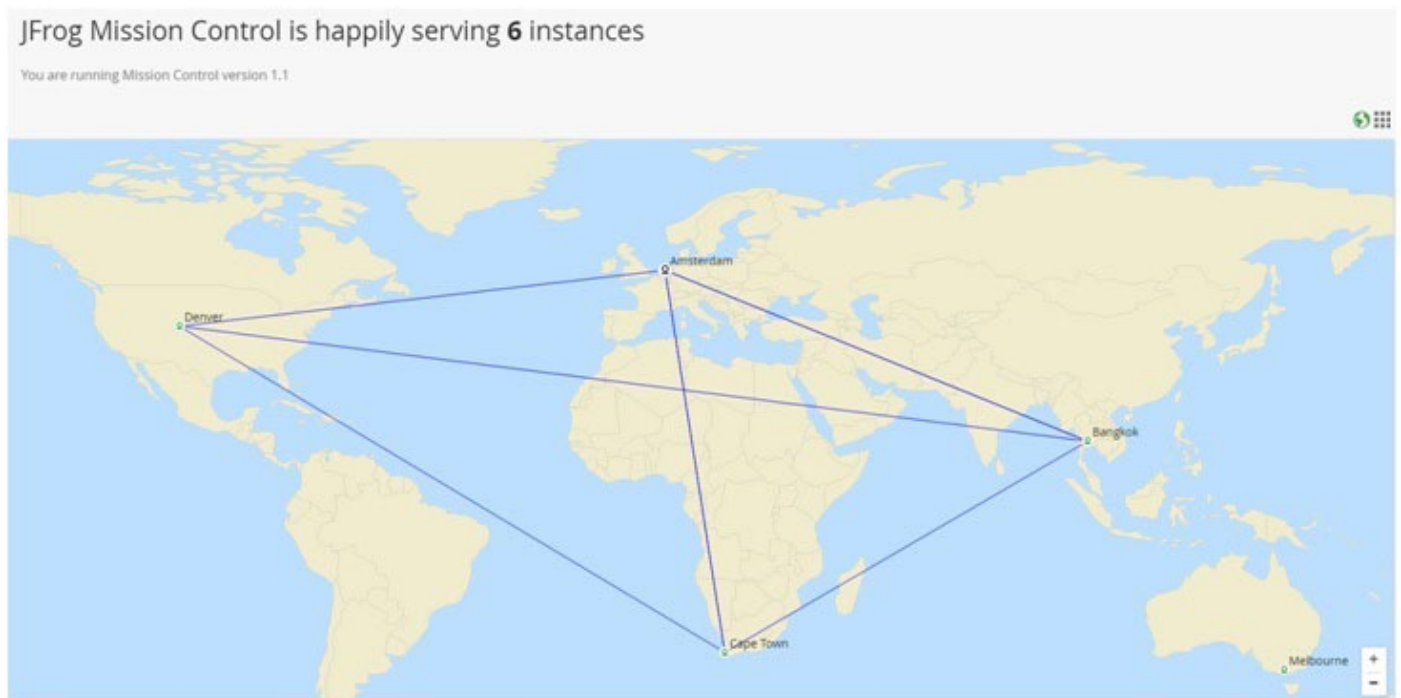 JFrog Mission Control is happily serving 6 instances
You are running Mission Control version 1.1
Amsterdam
Denver
Bangkok
Cape Town
Melbourne
+
-